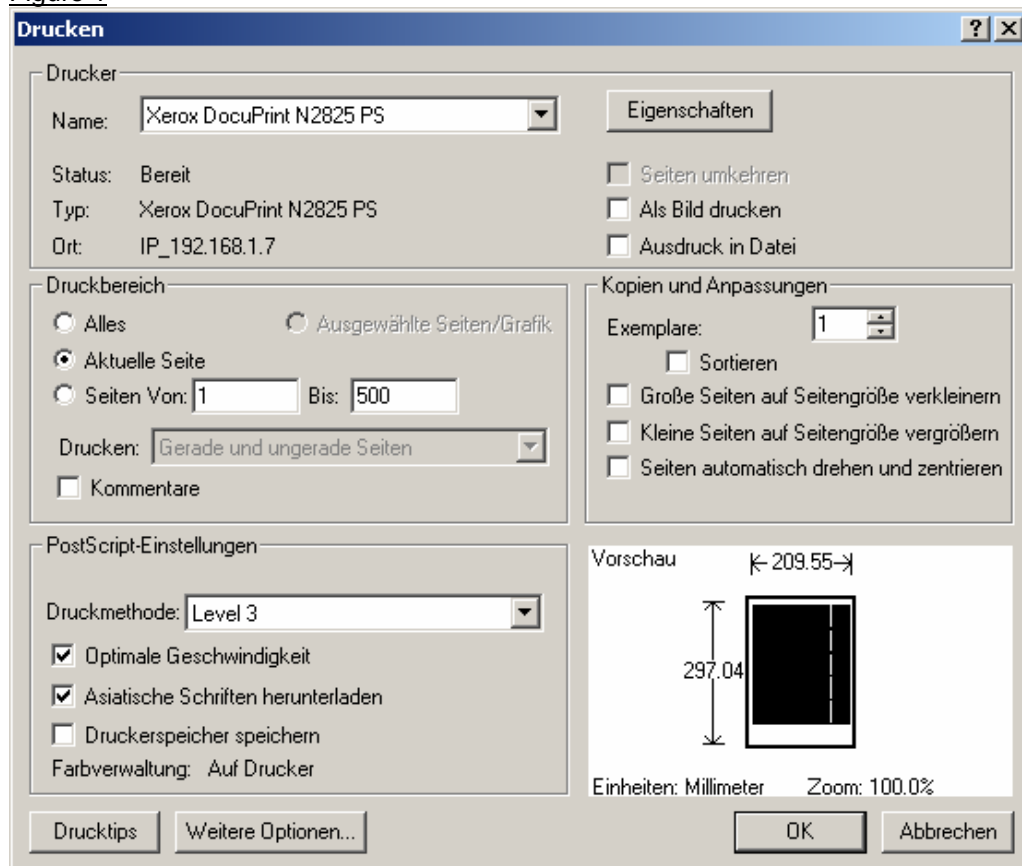 Drucken
Drucker
Name: Xerox DocuPrint N2825 PS
Eigenschaften
Status: Bereit
Seiten umkehren
Typ: Xerox DocuPrint N2825 PS
Als Bild drucken
Ort: IP_192.168.1.7
Ausdruck in Datei
Druckbereich
Alles
Ausgewählte Seiten/Grafik
Aktuelle Seite
Seiten Von: 1 Bis: 500
Drucken: Gerade und ungerade Seiten
Kommentare
Kopien und Anpassungen
Exemplare: 1
Sortieren
Große Seiten auf Seitengröße verkleinern
Kleine Seiten auf Seitengröße vergrößern
Seiten automatisch drehen und zentrieren
PostScript-Einstellungen
Druckmethode: Level 3
Optimale Geschwindigkeit
Asiatische Schriften herunterladen
Druckerspeicher speichern
Farbverwaltung: Auf Drucker
Vorschau
209.55
297.04
Einheiten: Millimeter Zoom: 100.0%
Drucktips
Weitere Optionen...
OK
Abbrechen